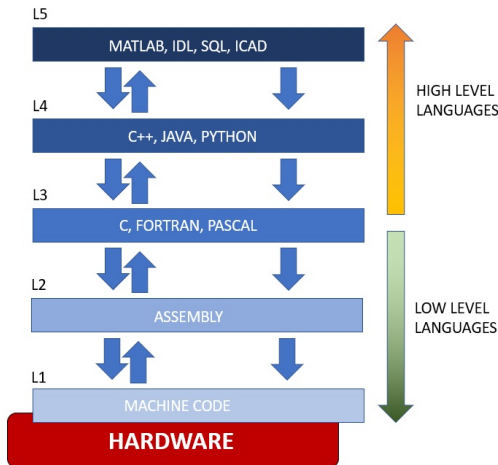 L5
MATLAB, IDL, SQL, ICAD
HIGH LEVEL
LANGUAGES
L4
C++, JAVA, PYTHON
L3
C, FORTRAN, PASCAL
L2
ASSEMBLY
LOW LEVEL
LANGUAGES
L1
MACHINE CODE
HARDWARE